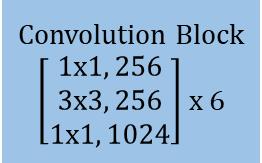 Convolution Block
1x1, 256
3x3, 256 x 6
1x1, 1024